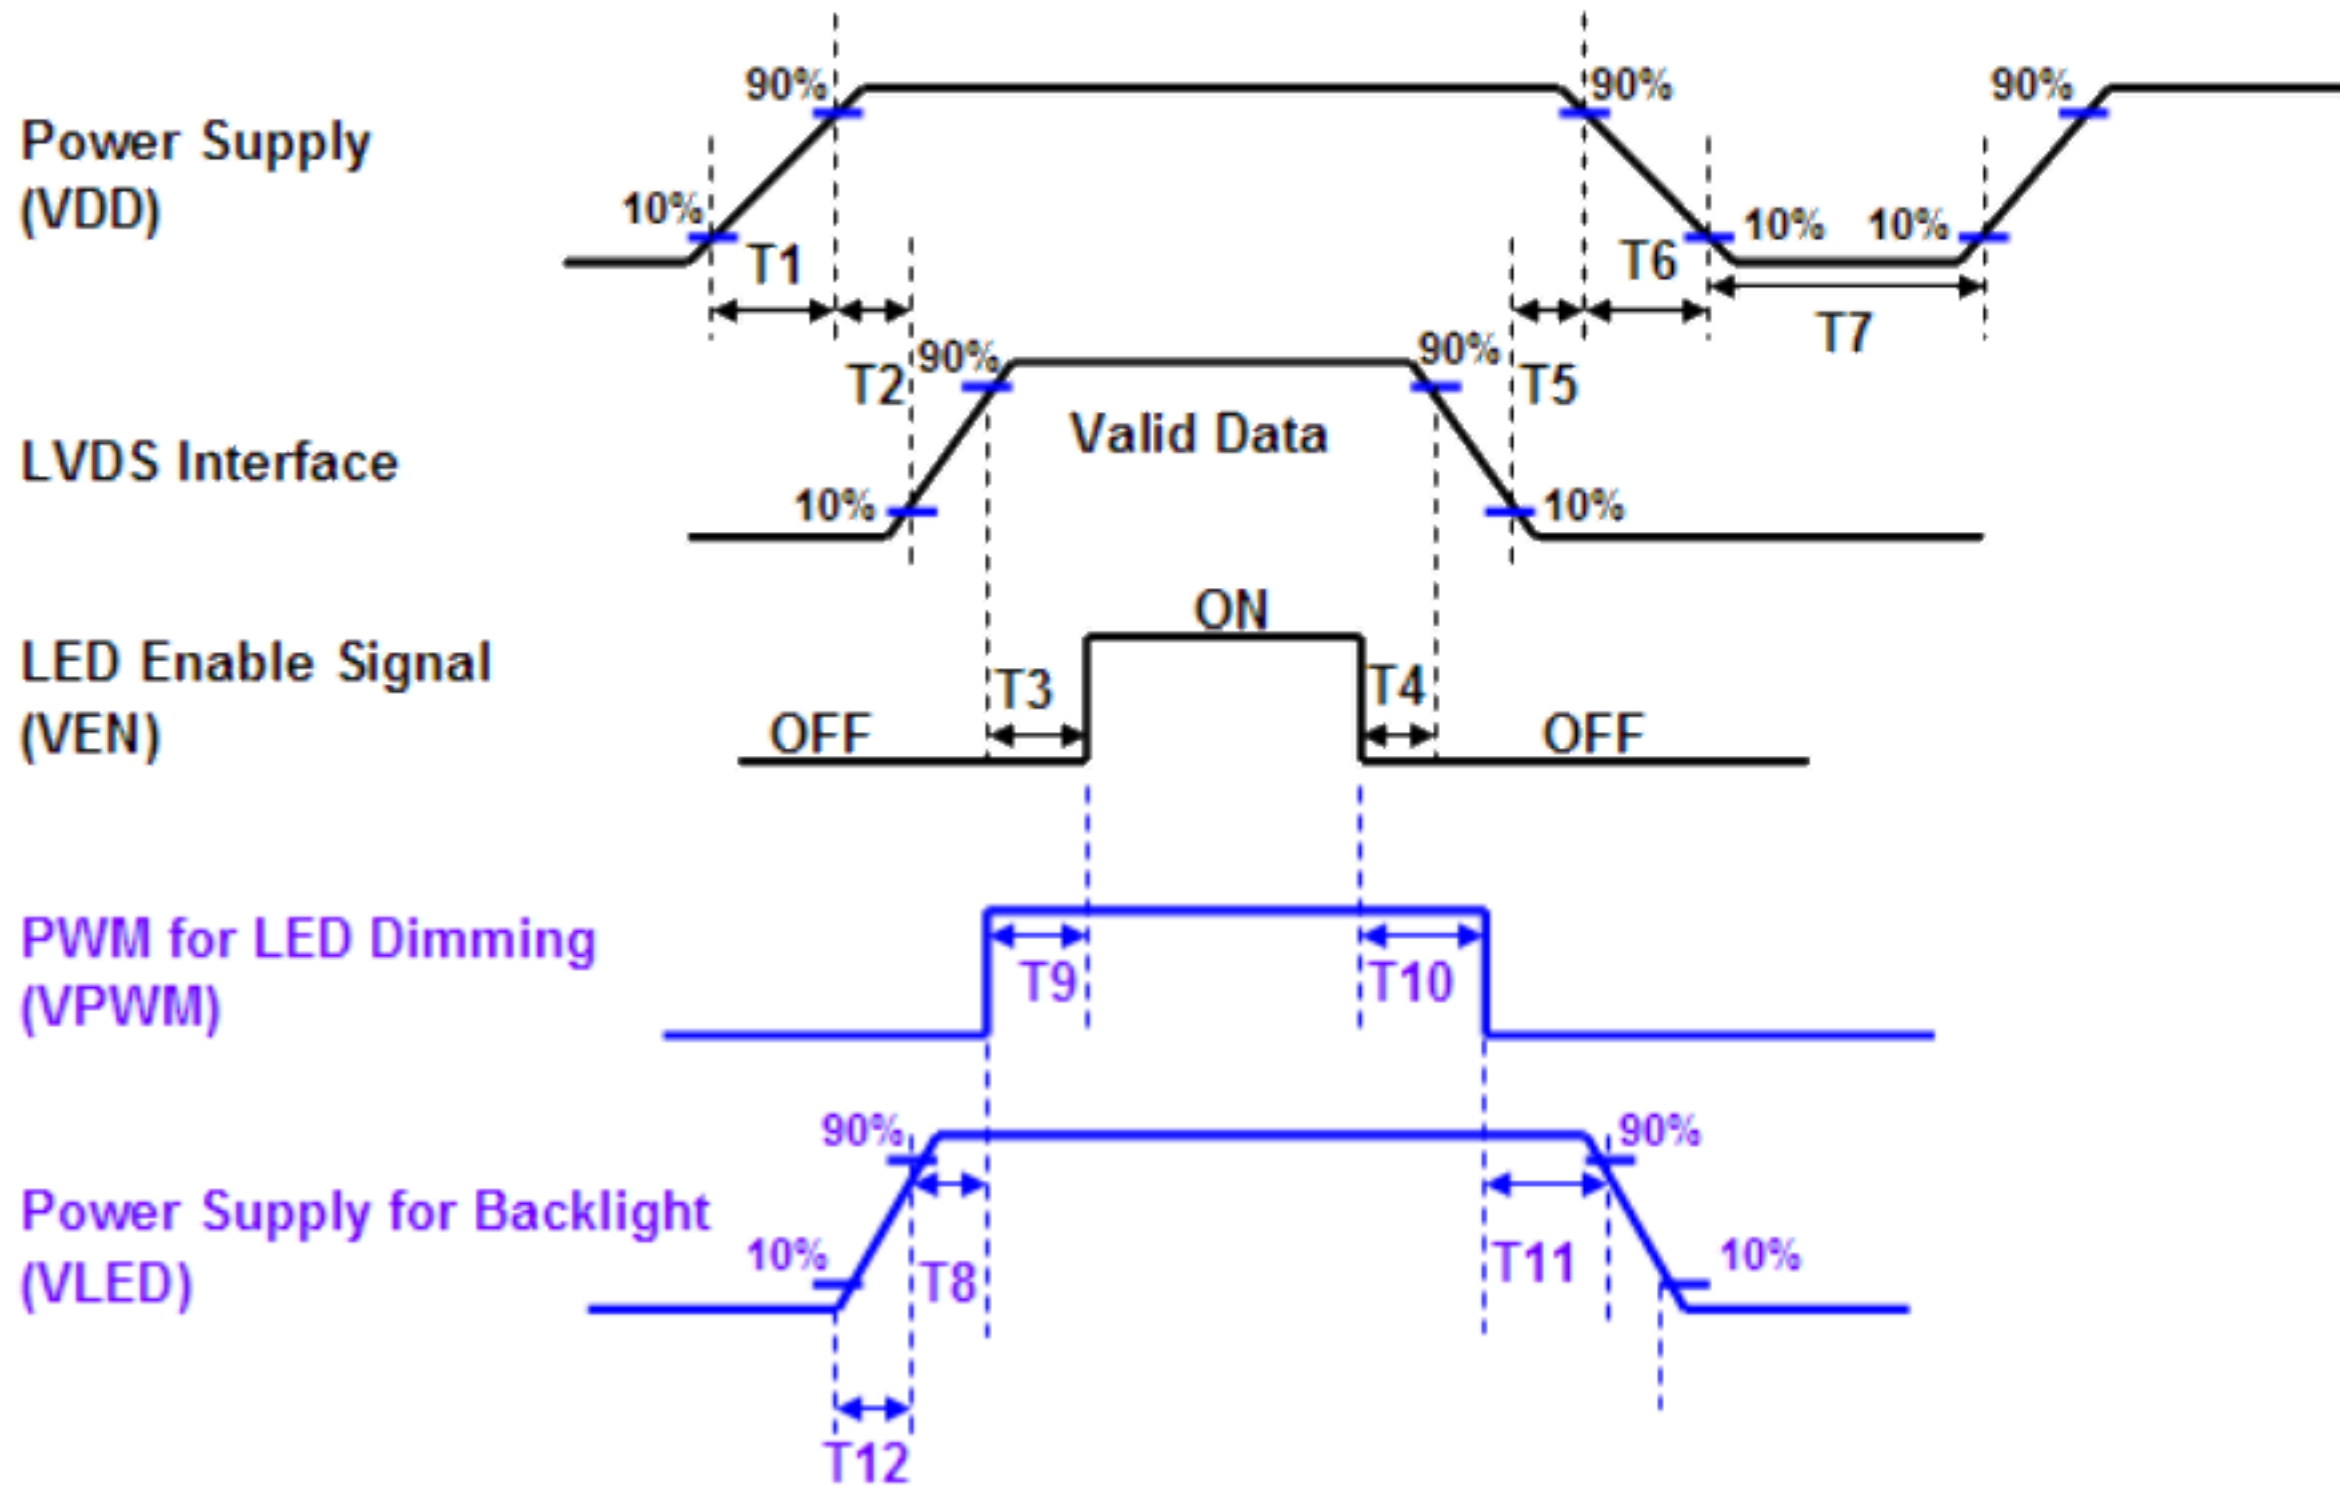 90%
90%
90%
Power Supply
(VDD)
10%
10%
10%
T1
T6
T7
T2
90%
90%
T5
Valid Data
LVDS Interface
10%
10%
ON
LED Enable Signal
(VEN)
T3
T4
OFF
OFF
PWM for LED Dimming
(VPWM)
T9
T10
90%
90%
Power Supply for Backlight
(VLED)
10%
10%
T8
T11
T12